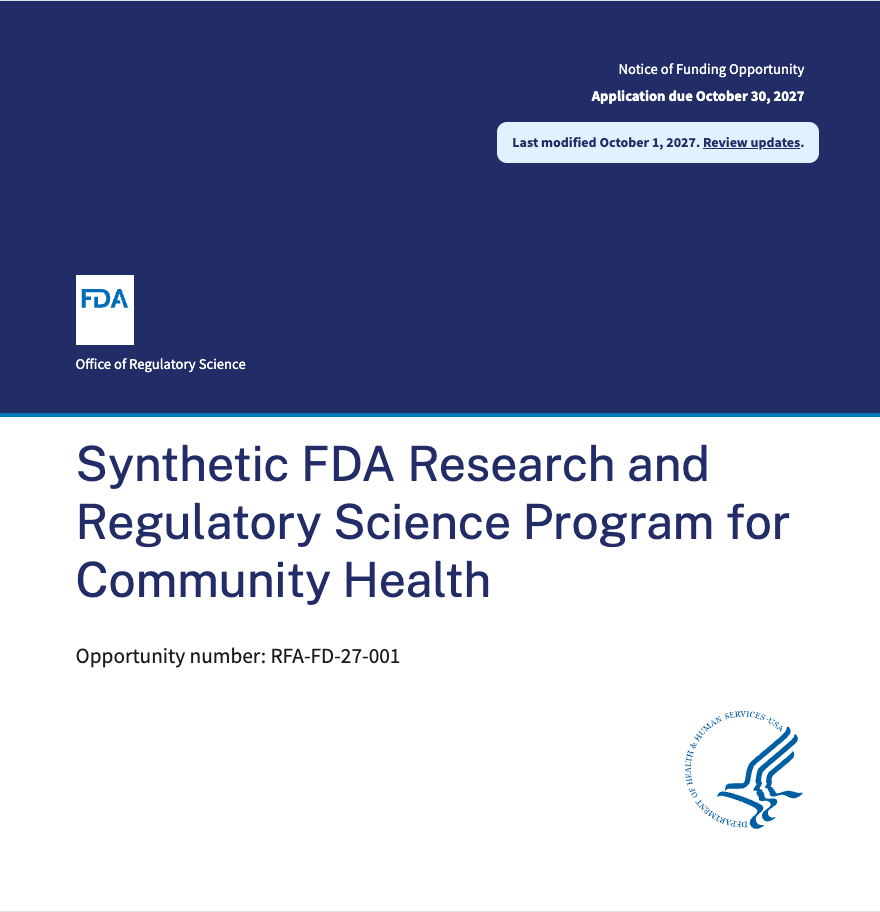 Notice of Funding Opportunity
Application due October 30, 2027
Last modified October 1, 2027. Review updates.
FDA
Office of Regulatory Science
Synthetic FDA Research and
Regulatory Science Program for
Community Health
Opportunity number: RFA-FD-27-001
DEPARTMENT OF HEALTH & HUMAN SERVICES·USA